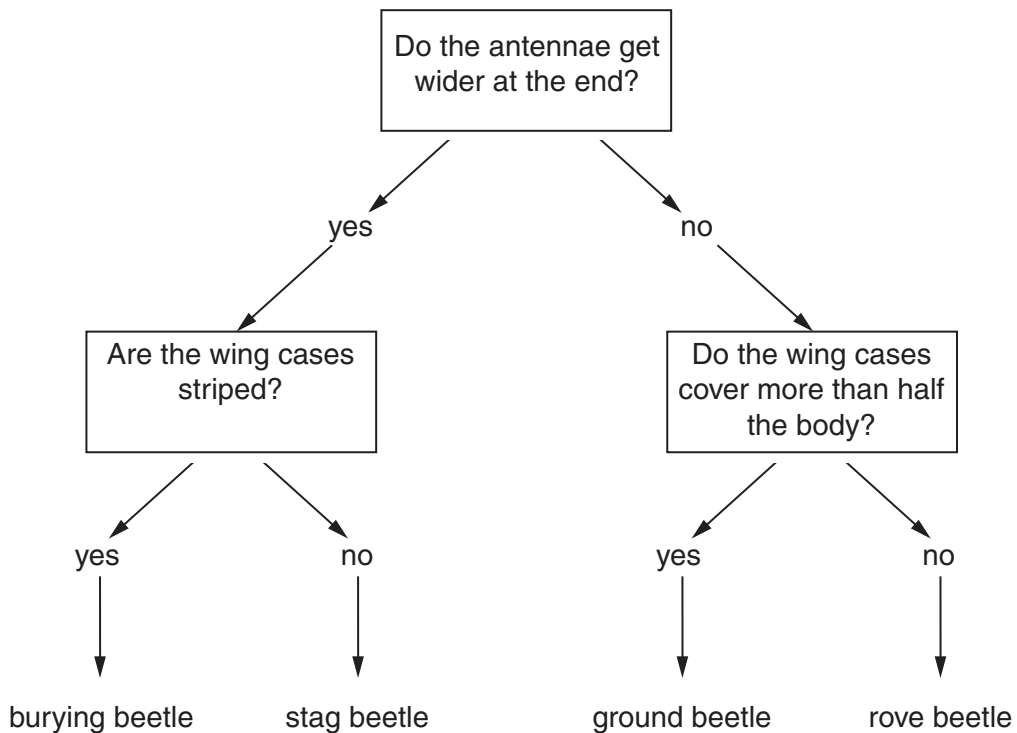 Do the antennae get
wider at the end?
yes
no
Are the wing cases
striped?
Do the wing cases
cover more than half
the body?
yes
no
yes
no
burying beetle
stag beetle
ground beetle
rove beetle